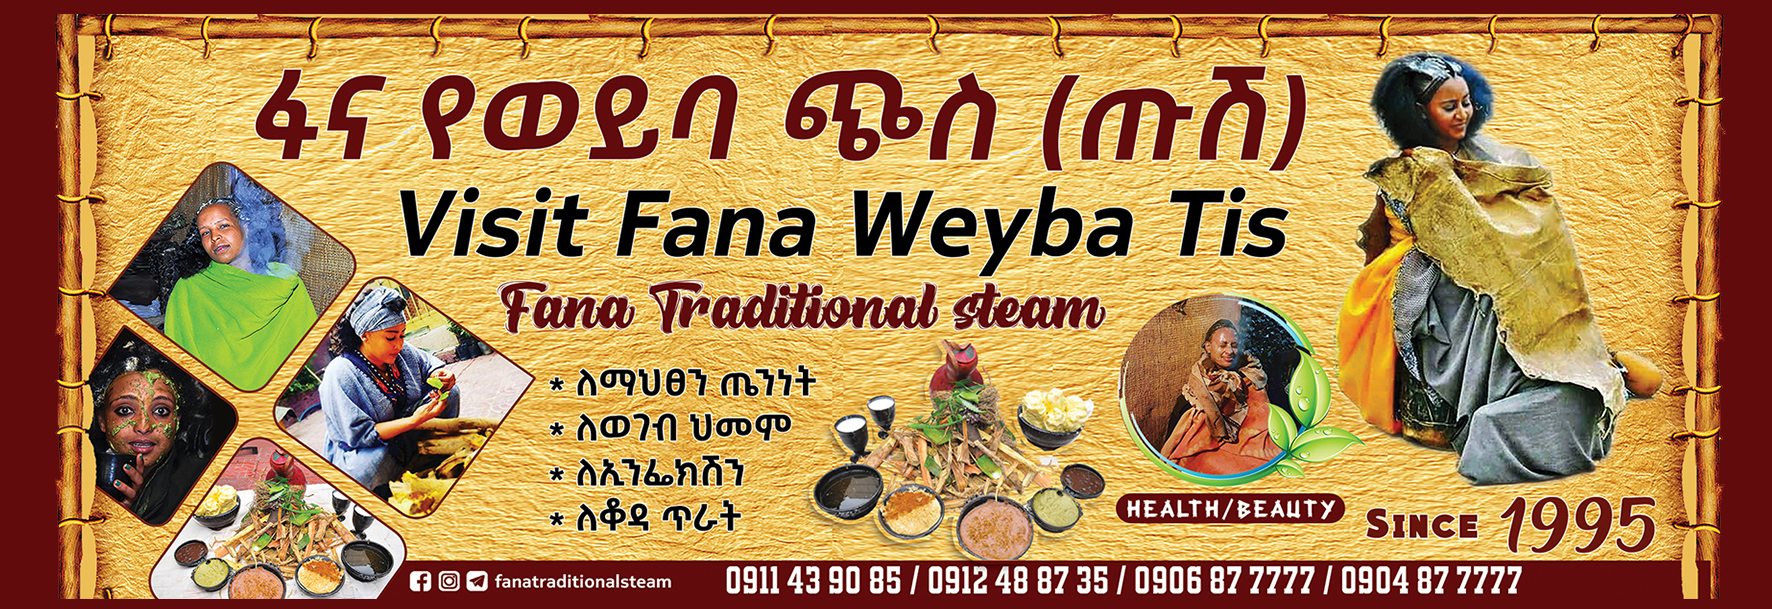 ፋና የወይባ ጭስ (ጡሽ)
Visit Fana Weyba Tis
Fana Traditional steam
* ለማህፀን ጤንነት
* ለወገብ ህመም
* ለኢንፌክሽን
* ለቆዳ ጥራት
HEALTH/BEAUTY
SINCE 1995
fanatraditionalsteam
0911 43 90 85 / 0912 48 87 35 / 0906 87 7777 / 0904 87 7777